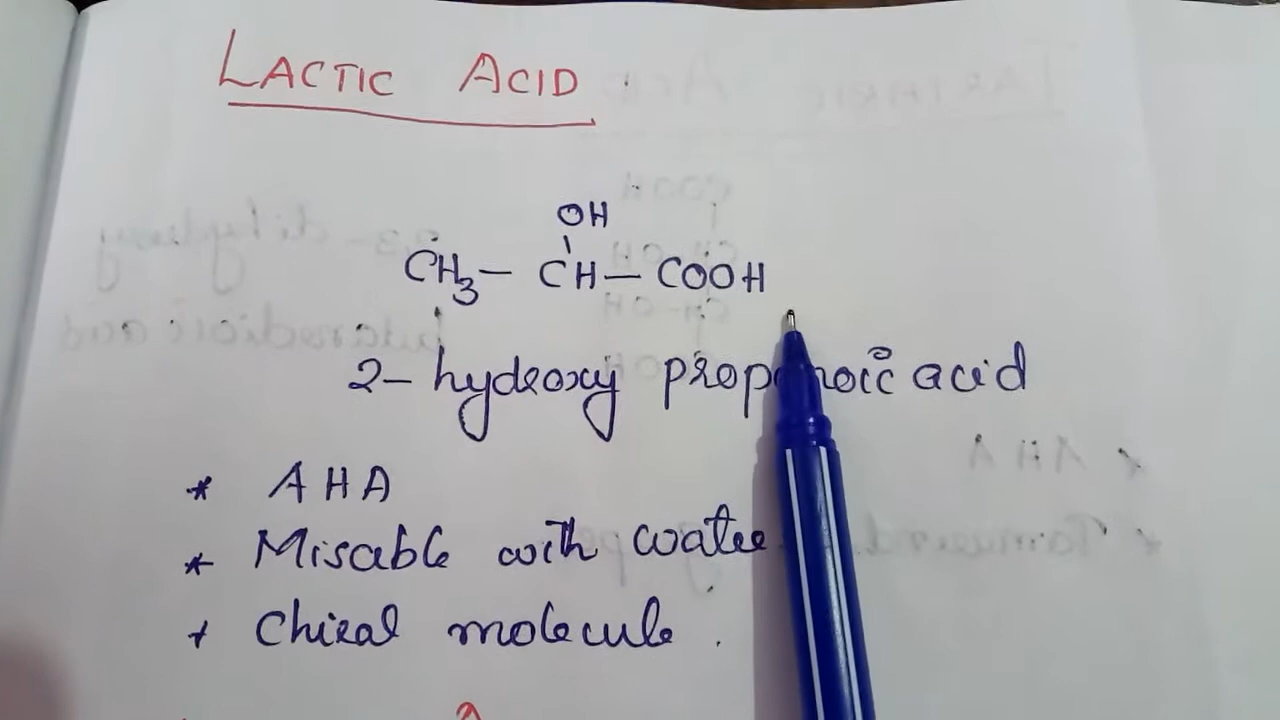 LACTIC ACID
OH
CH3 – CH – COOH
2- hydroxy propanoic acid
* AHA
* Misable with water
* Chiral molecule .